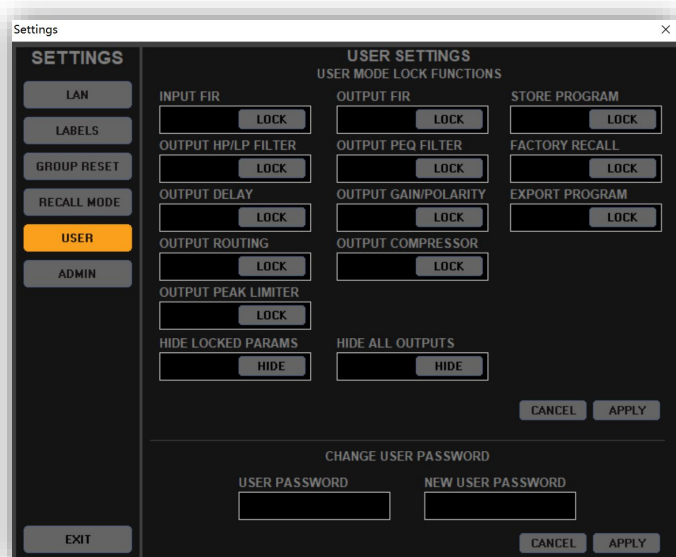 Settings
SETTINGS
LAN
LABELS
GROUP RESET
RECALL MODE
USER
ADMIN
EXIT
USER SETTINGS
USER MODE LOCK FUNCTIONS
INPUT FIR OUTPUT FIR STORE PROGRAM
LOCK LOCK LOCK
OUTPUT HP/LP FILTER OUTPUT PEQ FILTER FACTORY RECALL
LOCK LOCK LOCK
OUTPUT DELAY OUTPUT GAIN/POLARITY EXPORT PROGRAM
LOCK LOCK LOCK
OUTPUT ROUTING OUTPUT COMPRESSOR
LOCK LOCK
OUTPUT PEAK LIMITER
LOCK
HIDE LOCKED PARAMS HIDE ALL OUTPUTS
HIDE HIDE
CANCEL APPLY
CHANGE USER PASSWORD
USER PASSWORD NEW USER PASSWORD
CANCEL APPLY